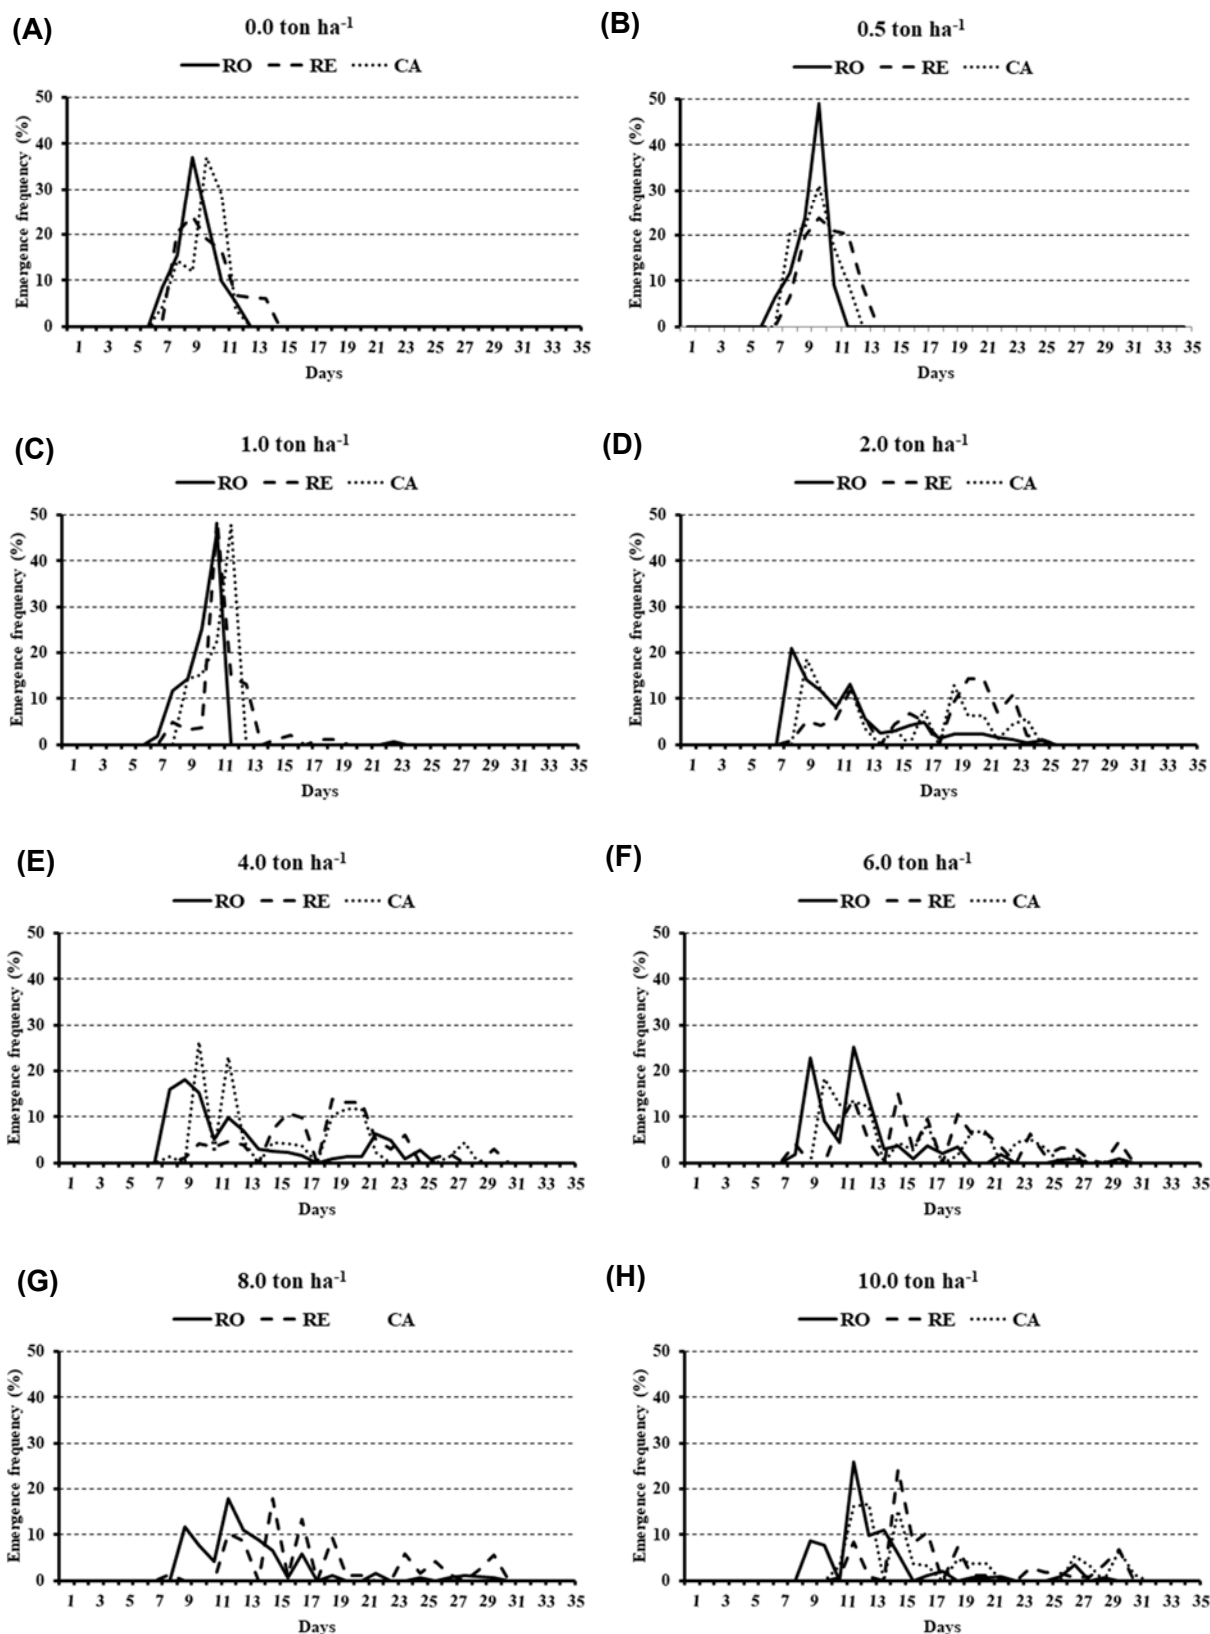 (A) 0.0 ton ha-1
RO RE CA
Emergence frequency (%)
50
40
30
20
10
0
1 3 5 7 9 11 13 15 17 19 21 23 25 27 29 31 33 35
Days
(B) 0.5 ton ha-1
RO RE CA
Emergence frequency (%)
50
40
30
20
10
0
1 3 5 7 9 11 13 15 17 19 21 23 25 27 29 31 33 35
Days
(C) 1.0 ton ha-1
RO RE CA
Emergence frequency (%)
50
40
30
20
10
0
1 3 5 7 9 11 13 15 17 19 21 23 25 27 29 31 33 35
Days
(D) 2.0 ton ha-1
RO RE CA
Emergence frequency (%)
50
40
30
20
10
0
1 3 5 7 9 11 13 15 17 19 21 23 25 27 29 31 33 35
Days
(E) 4.0 ton ha-1
RO RE CA
Emergence frequency (%)
50
40
30
20
10
0
1 3 5 7 9 11 13 15 17 19 21 23 25 27 29 31 33 35
Days
(F) 6.0 ton ha-1
RO RE CA
Emergence frequency (%)
50
40
30
20
10
0
1 3 5 7 9 11 13 15 17 19 21 23 25 27 29 31 33 35
Days
(G) 8.0 ton ha-1
RO RE CA
Emergence frequency (%)
50
40
30
20
10
0
1 3 5 7 9 11 13 15 17 19 21 23 25 27 29 31 33 35
Days
(H) 10.0 ton ha-1
RO RE CA
Emergence frequency (%)
50
40
30
20
10
0
1 3 5 7 9 11 13 15 17 19 21 23 25 27 29 31 33 35
Days